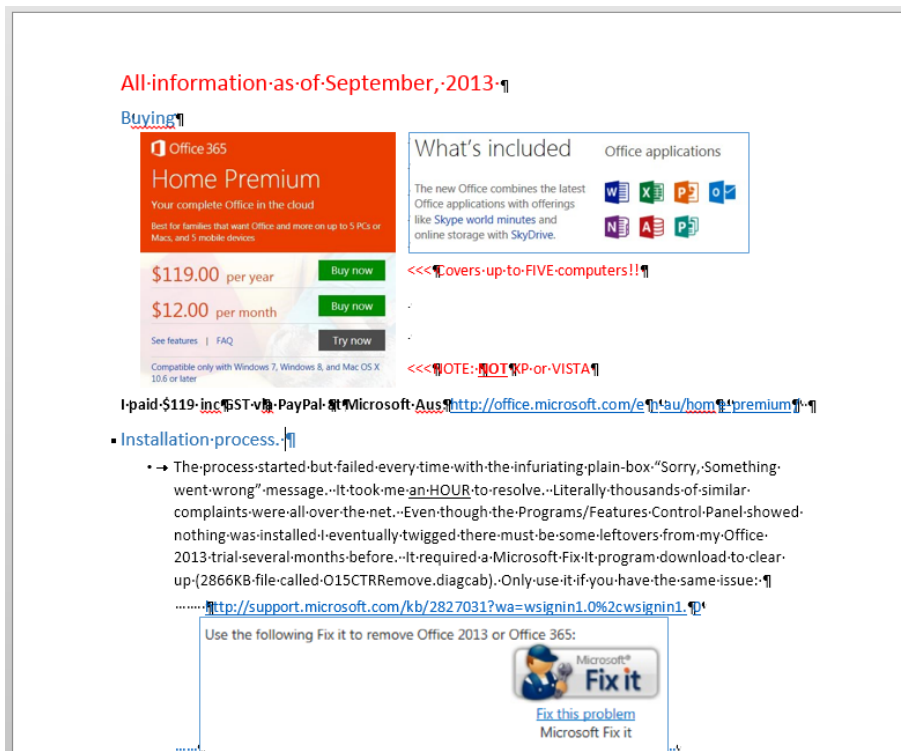 All information as of September, 2013
Buying
Office 365
Home Premium
Your complete Office in the cloud
Best for families that want Office and more on up to 5 PCs or
Macs, and 5 mobile devices
$119.00 per year
Buy now
$12.00 per month
Buy now
See features | FAQ
Try now
Compatible only with Windows 7, Windows 8, and Mac OS X
10.6 or later
What's included
Office applications
The new Office combines the latest
Office applications with offerings
like Skype world minutes and
online storage with SkyDrive.
<<< Covers up to FIVE computers!!
<<< NOTE: NOT XP or VISTA
I paid $119 inc GST via PayPal at Microsoft Aus http://office.microsoft.com/en-au/home-premium
Installation process.
The process started but failed every time with the infuriating plain-box "Sorry, Something
went wrong" message. It took me an HOUR to resolve. Literally thousands of similar
complaints were all over the net. Even though the Programs/Features Control Panel showed
nothing was installed I eventually twigged there must be some leftovers from my Office
2013 trial several months before. It required a Microsoft Fix It program download to clear
up (2866KB file called O15CTRRemove.diagcab). Only use it if you have the same issue:
http://support.microsoft.com/kb/2827031?wa=wsignin1.0%2cwsignin1.0
Use the following Fix it to remove Office 2013 or Office 365:
Microsoft®
Fix it
Fix this problem
Microsoft Fix it